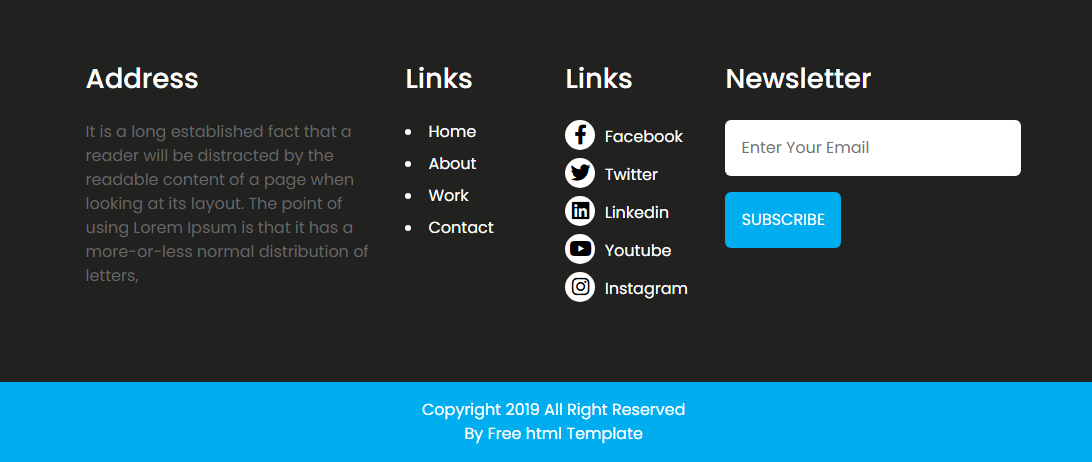 Address
It is a long established fact that a
reader will be distracted by the
readable content of a page when
looking at its layout. The point of
using Lorem Ipsum is that it has a
more-or-less normal distribution of
letters,
Links
Home
About
Work
Contact
Links
Facebook
Twitter
Linkedin
Youtube
Instagram
Newsletter
Enter Your Email
SUBSCRIBE
Copyright 2019 All Right Reserved
By Free html Template